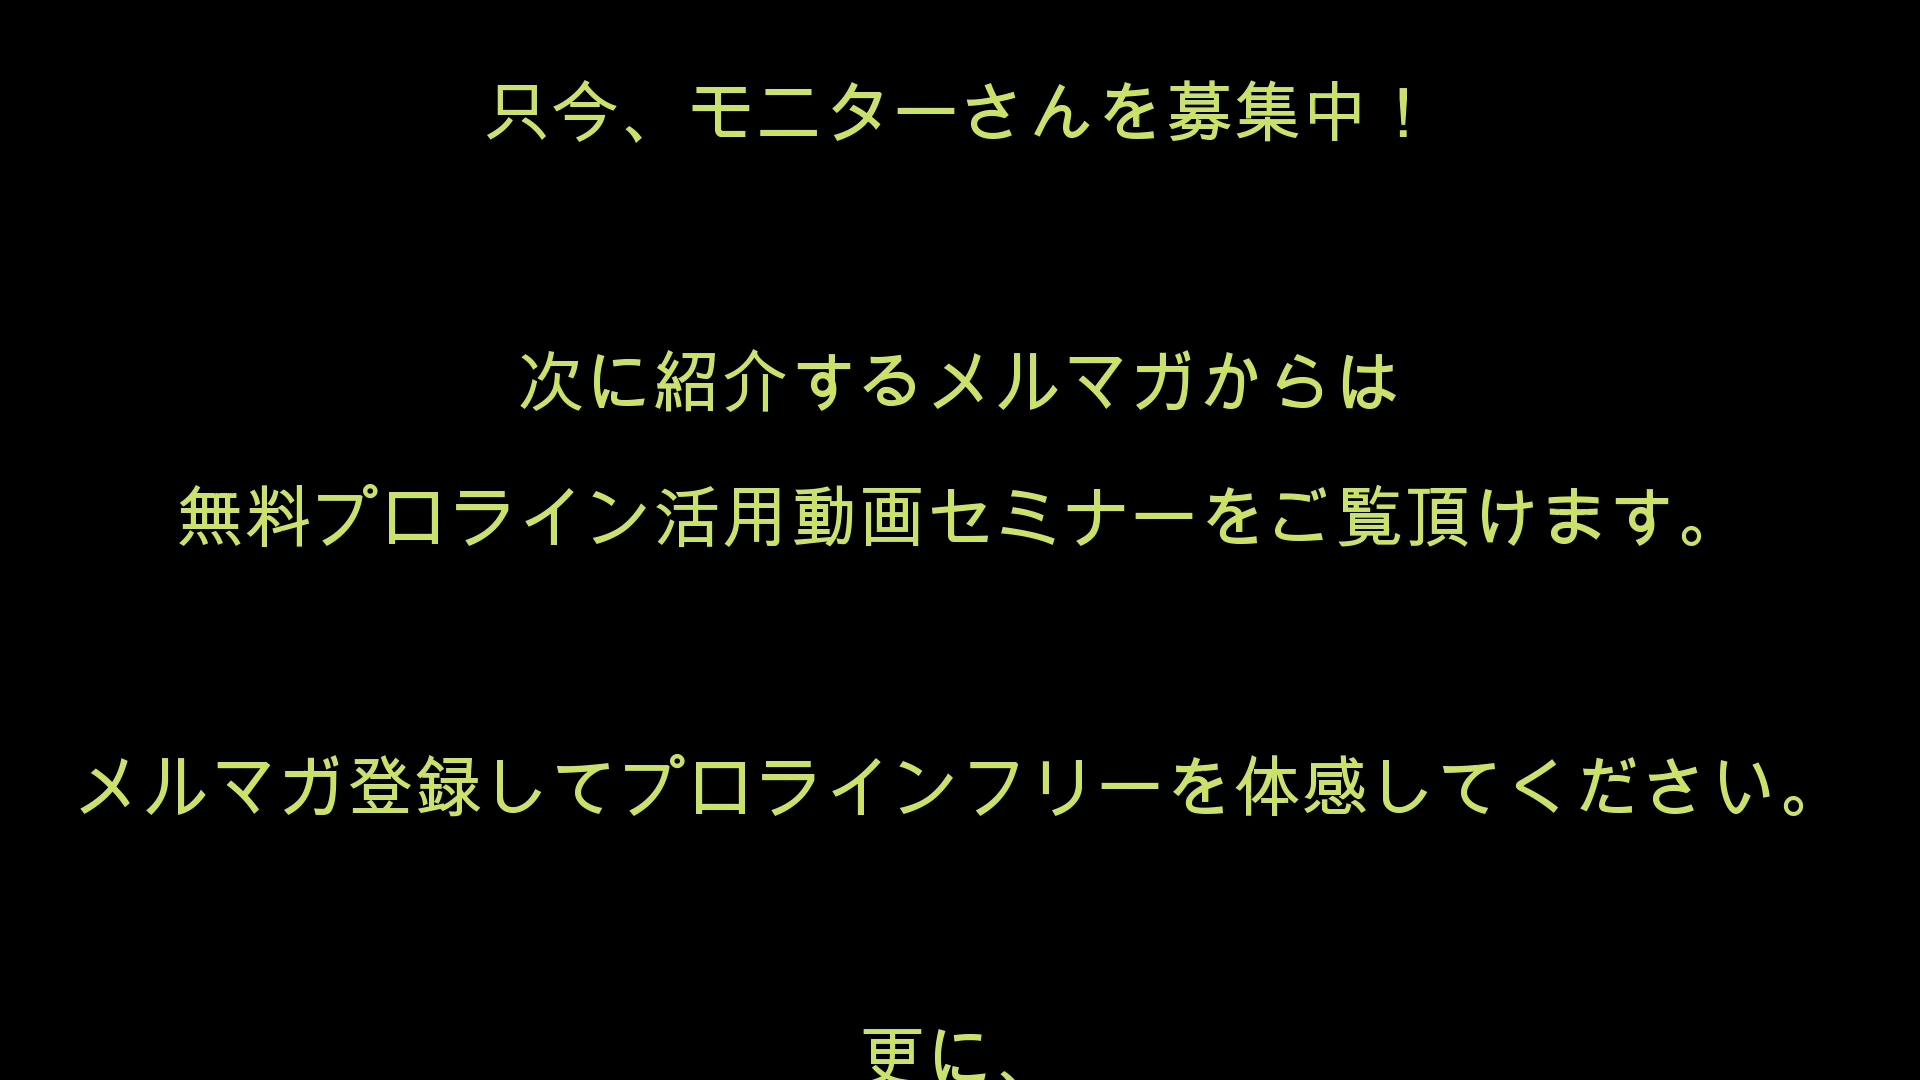 只今、モニターさんを募集中！
次に紹介するメルマガからは
無料プロライン活用動画セミナーをご覧頂けます。
メルマガ登録してプロラインフリーを体感してください。
更に、